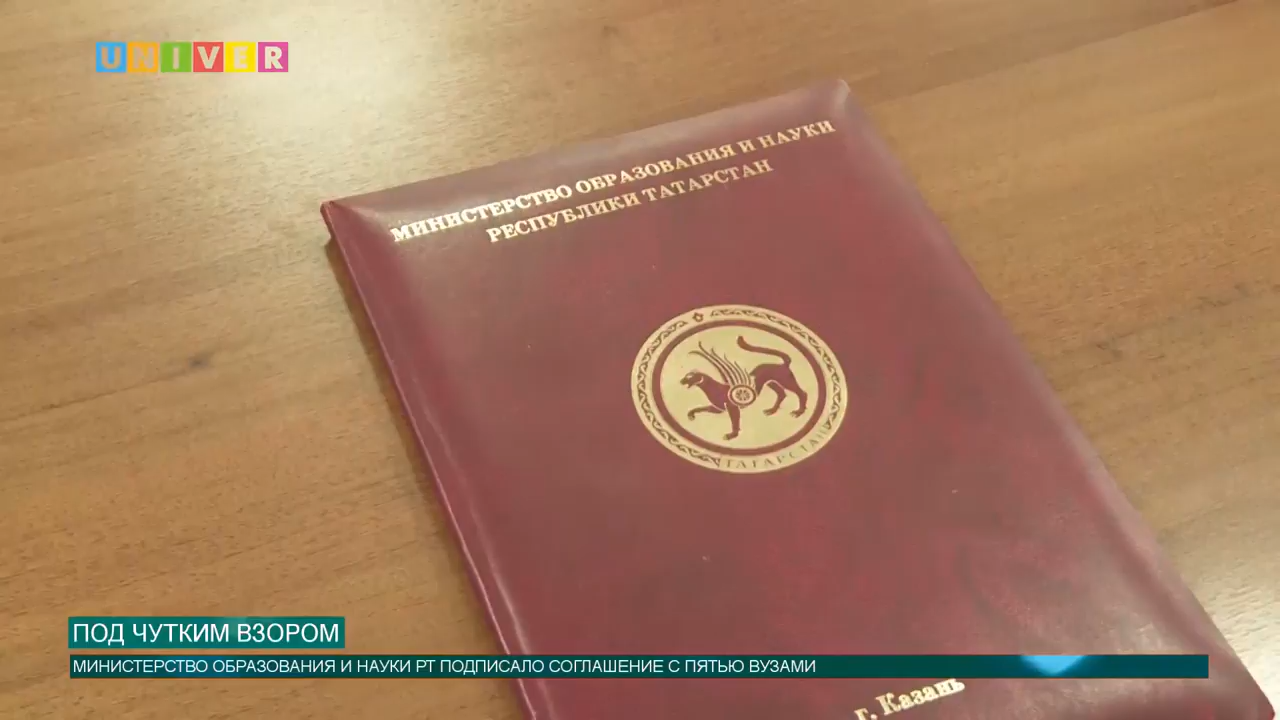 UNIVER
МИНИСТЕРСТВО ОБРАЗОВАНИЯ И НАУКИ
РЕСПУБЛИКИ ТАТАРСТАН
ТАТАРСТАН
г. Казань
ПОД ЧУТКИМ ВЗОРОМ
МИНИСТЕРСТВО ОБРАЗОВАНИЯ И НАУКИ РТ ПОДПИСАЛО СОГЛАШЕНИЕ С ПЯТЬЮ ВУЗАМИ